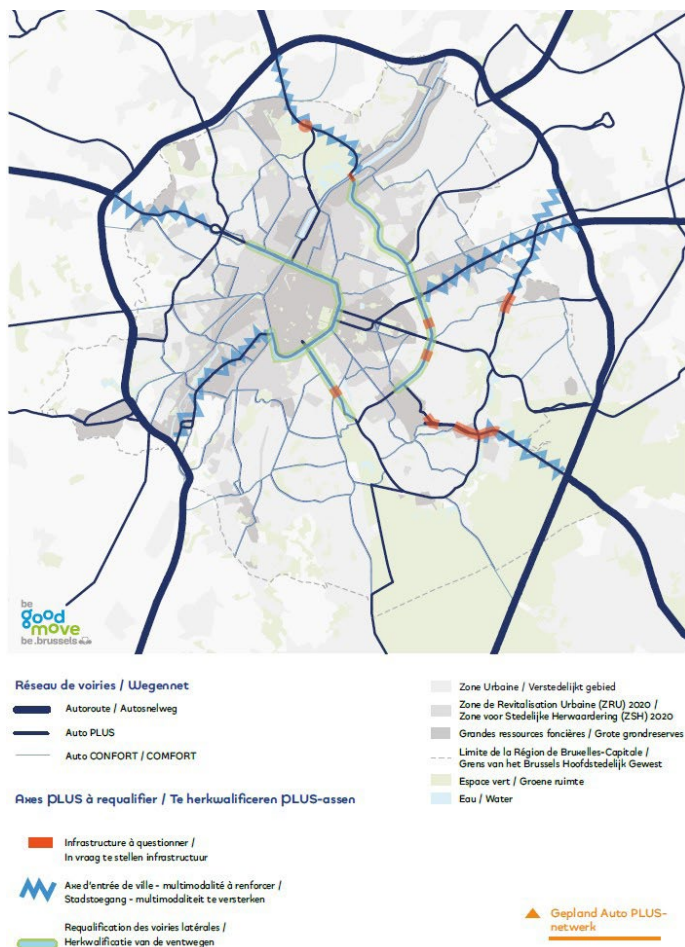 be
good
move
be.brussels
Réseau de voiries / Wegennet
Autoroute / Autosnelweg
Auto PLUS
Auto CONFORT / COMFORT
Axes PLUS à requalifier / Te herkwalificeren PLUS-assen
Infrastructure à questionner /
In vraag te stellen infrastructuur
Axe d'entrée de ville - multimodalité à renforcer /
Stadstoegang - multimodaliteit te versterken
Requalification des voiries latérales /
Herkwalificatie van de ventwegen
Zone Urbaine / Verstedelijkt gebied
Zone de Revitalisation Urbaine (ZRU) 2020 /
Zone voor Stedelijke Herwaardering (ZSH) 2020
Grandes ressources foncières / Grote grondreserves
Limite de la Région de Bruxelles-Capitale /
Grens van het Brussels Hoofdstedelijk Gewest
Espace vert / Groene ruimte
Eau / Water
Gepland Auto PLUS-
netwerk